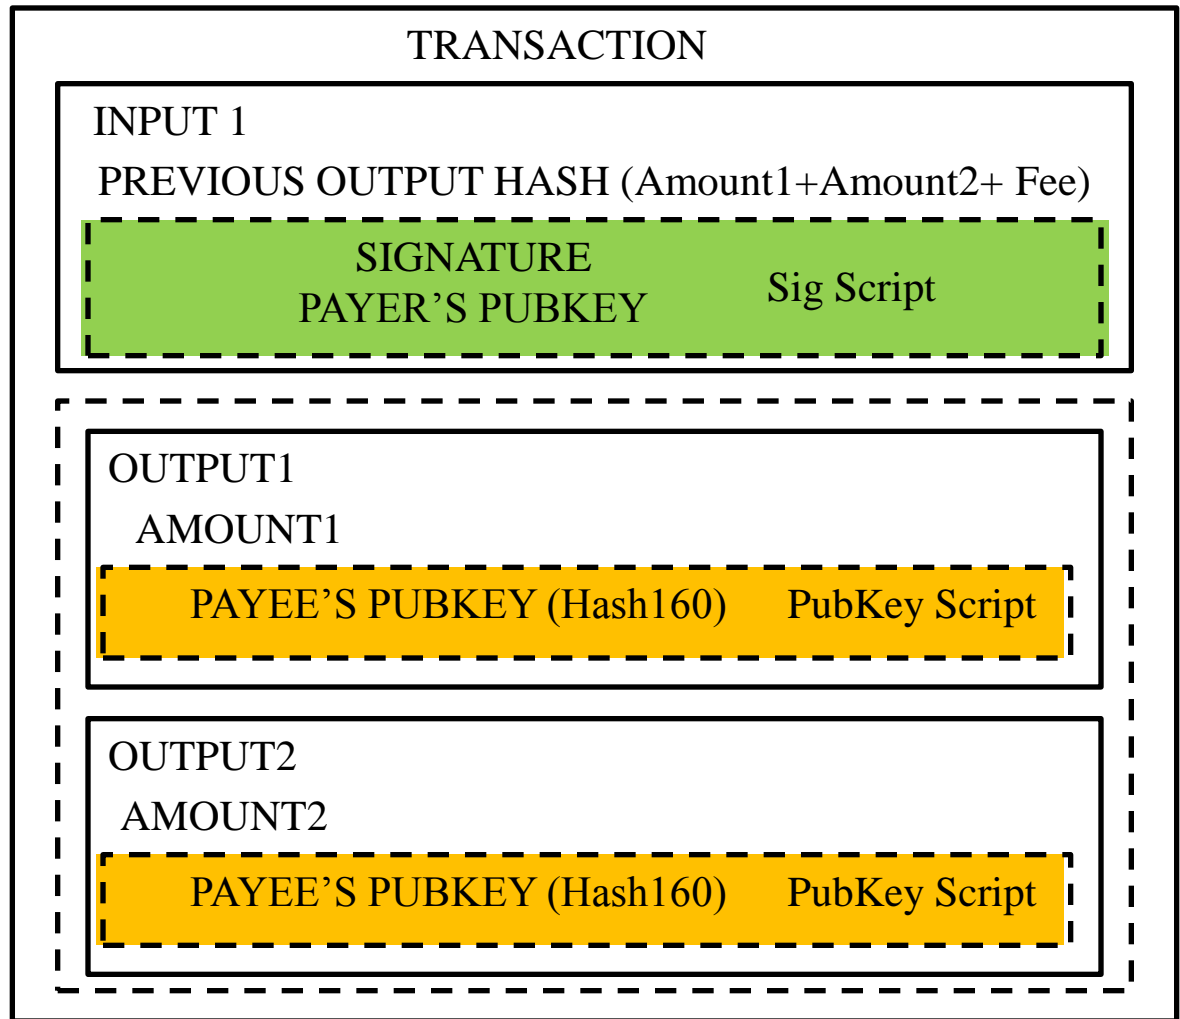 TRANSACTION
INPUT 1
PREVIOUS OUTPUT HASH (Amount1+Amount2+ Fee)
SIGNATURE
PAYER’S PUBKEY
Sig Script
OUTPUT1
AMOUNT1
PAYEE’S PUBKEY (Hash160) PubKey Script
OUTPUT2
AMOUNT2
PAYEE’S PUBKEY (Hash160) PubKey Script